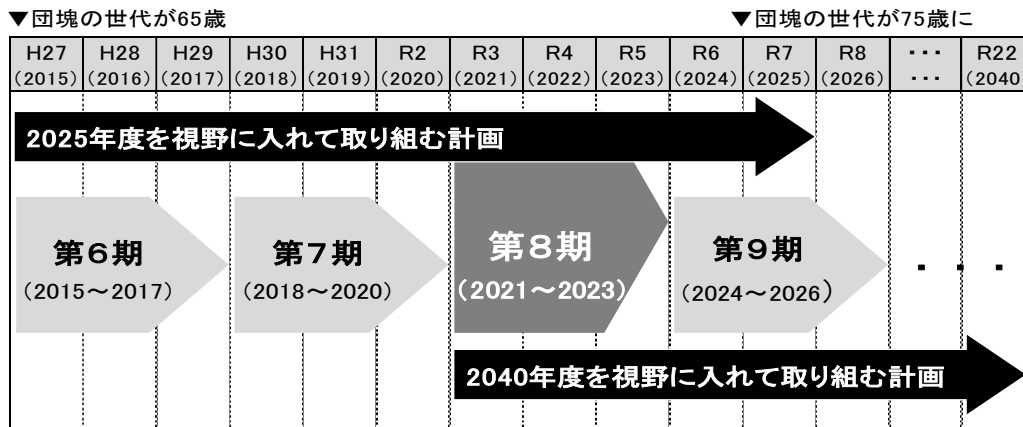 ▼団塊の世代が65歳 ▼団塊の世代が75歳に
H27 H28 H29 H30 H31 R2 R3 R4 R5 R6 R7 R8 ･･･ R22
(2015) (2016) (2017) (2018) (2019) (2020) (2021) (2022) (2023) (2024) (2025) (2026) ･･･ (2040
2025年度を視野に入れて取り組む計画
第６期 第７期 第８期 第９期
(2015～2017) (2018～2020) (2021～2023) (2024～2026)
・・・
2040年度を視野に入れて取り組む計画